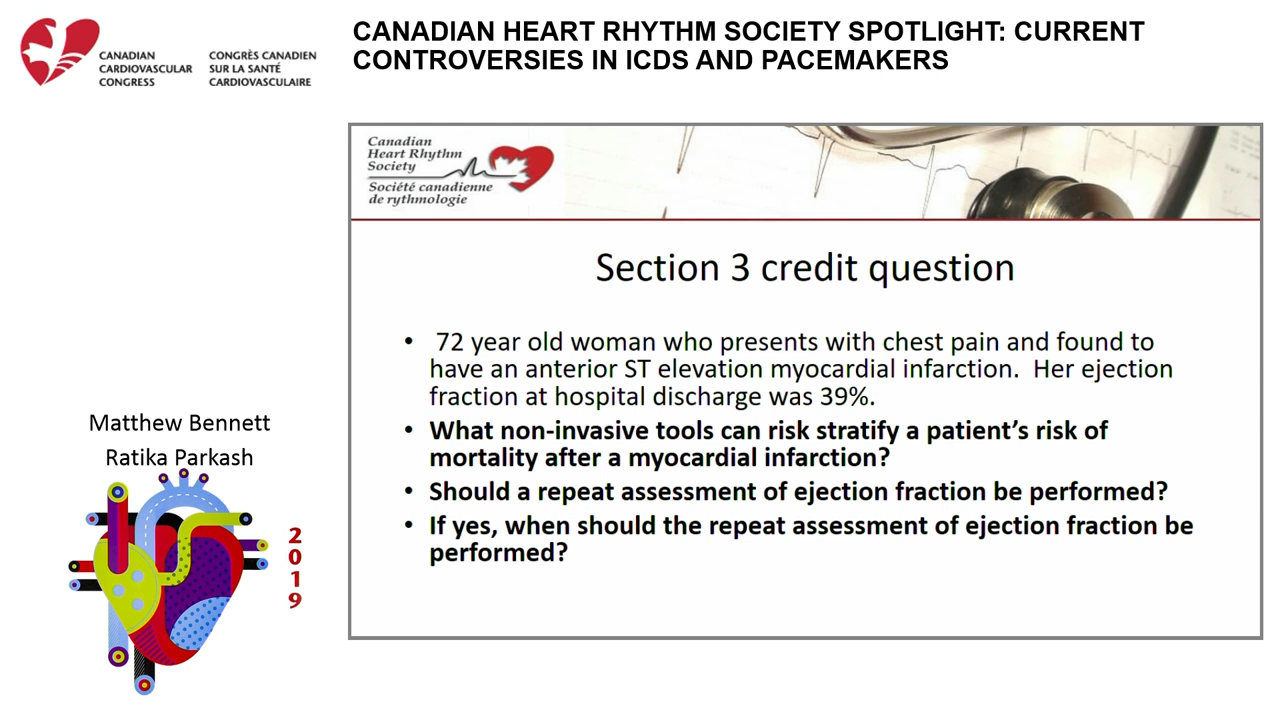 CANADIAN HEART RHYTHM SOCIETY SPOTLIGHT: CURRENT
CONTROVERSIES IN ICDS AND PACEMAKERS
CANADIAN
CARDIOVASCULAR
CONGRESS
CONGRÈS CANADIEN
SUR LA SANTÉ
CARDIOVASCULAIRE
Canadian
Heart Rhythm
Society
Société canadienne
de rythmologie
Section 3 credit question
• 72 year old woman who presents with chest pain and found to
have an anterior ST elevation myocardial infarction. Her ejection
fraction at hospital discharge was 39%.
• What non-invasive tools can risk stratify a patient’s risk of
mortality after a myocardial infarction?
• Should a repeat assessment of ejection fraction be performed?
• If yes, when should the repeat assessment of ejection fraction be
performed?
Matthew Bennett
Ratika Parkash
2019